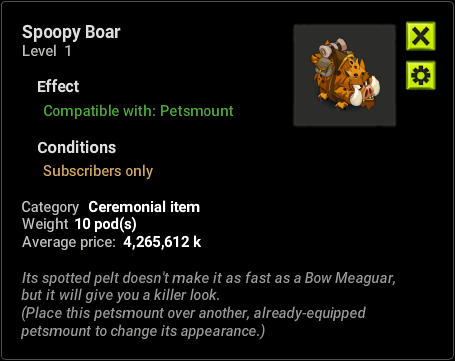 Spoopy Boar
Level 1
Effect
Compatible with: Petsmount
Conditions
Subscribers only
Category Ceremonial item
Weight 10 pod(s)
Average price: 4,265,612 k
Its spotted pelt doesn't make it as fast as a Bow Meaguar,
but it will give you a killer look.
(Place this petsmount over another, already-equipped
petsmount to change its appearance.)